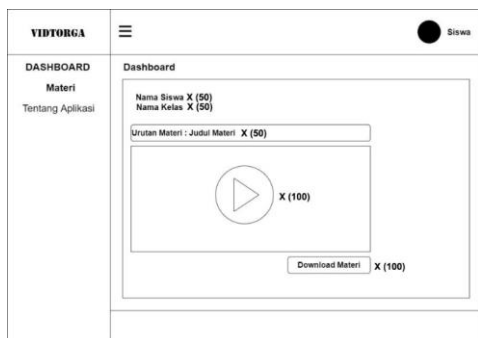 VIDTORGA
Siswa
DASHBOARD
Materi
Tentang Aplikasi
Dashboard
Nama Siswa X (50)
Nama Kelas X (50)
Urutan Materi : Judul Materi X (50)
X (100)
Download Materi X (100)